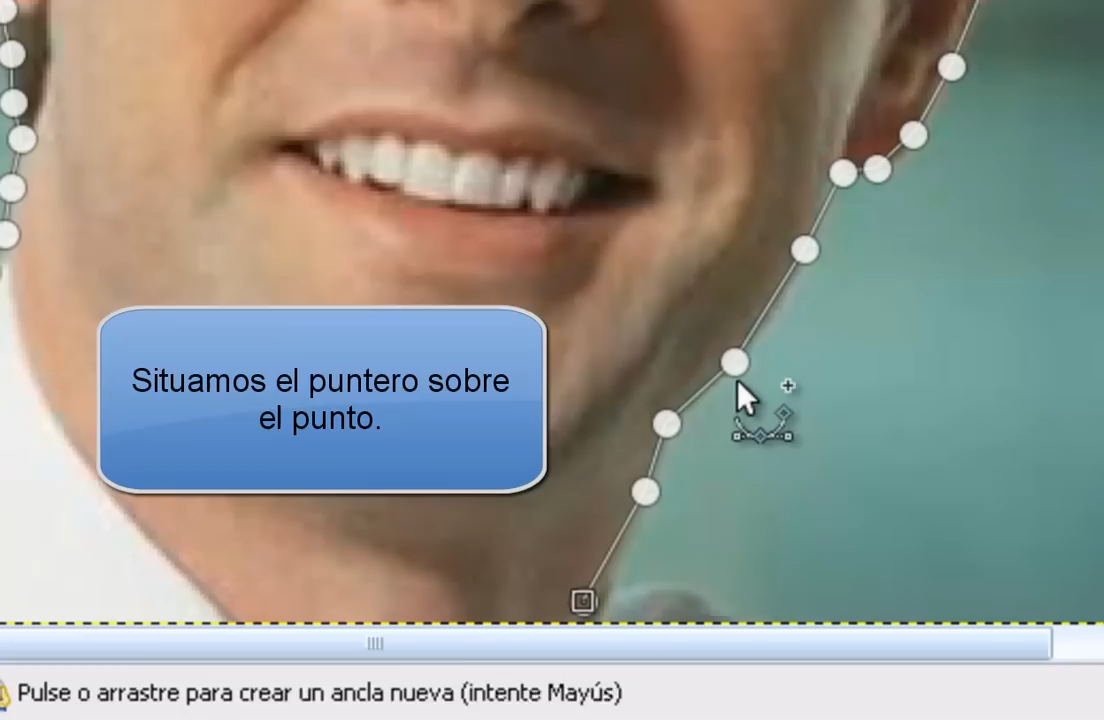 Situamos el puntero sobre
el punto.
Pulse o arrastre para crear un ancla nueva (intente Mayús)